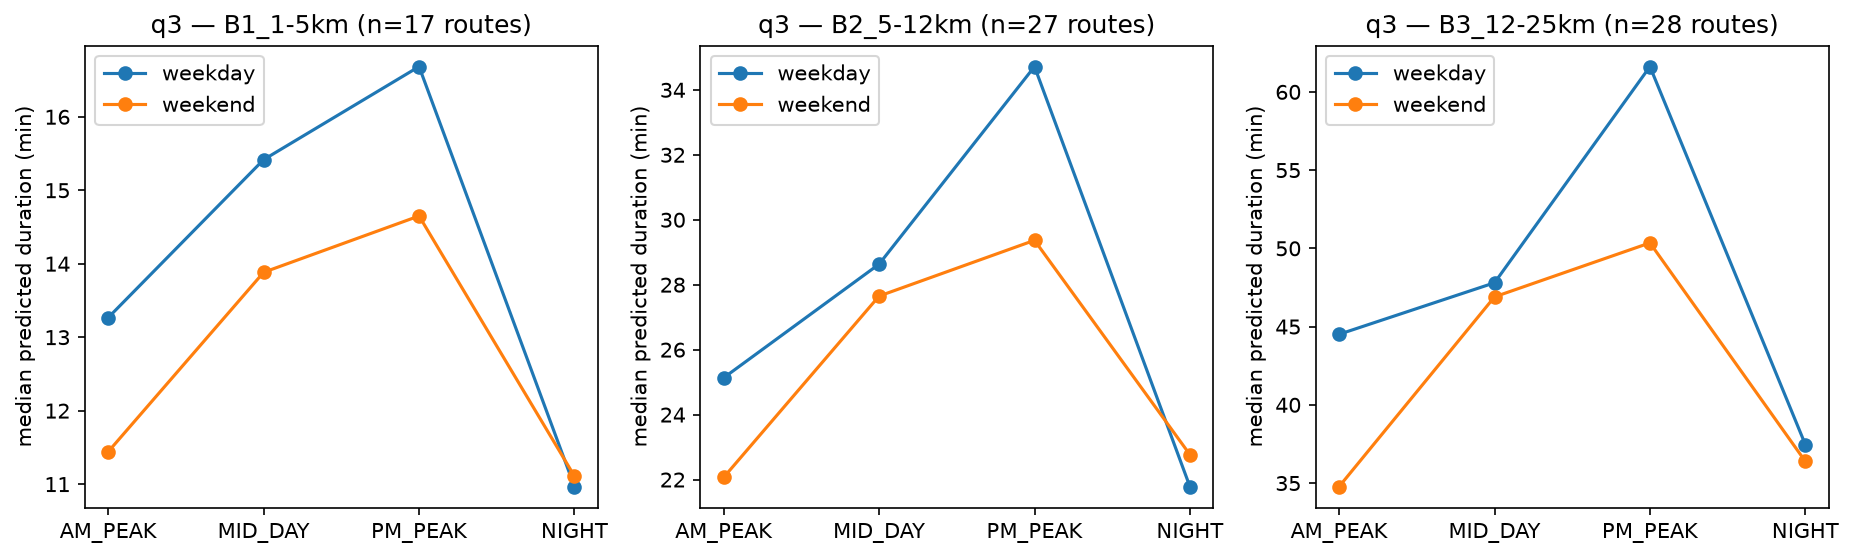 q3 — B1_1-5km (n=17 routes)
median predicted duration (min)
16
15
14
13
12
11
weekday
weekend
AM_PEAK
MID_DAY
PM_PEAK
NIGHT
q3 — B2_5-12km (n=27 routes)
median predicted duration (min)
34
32
30
28
26
24
22
weekday
weekend
AM_PEAK
MID_DAY
PM_PEAK
NIGHT
q3 — B3_12-25km (n=28 routes)
median predicted duration (min)
60
55
50
45
40
35
weekday
weekend
AM_PEAK
MID_DAY
PM_PEAK
NIGHT